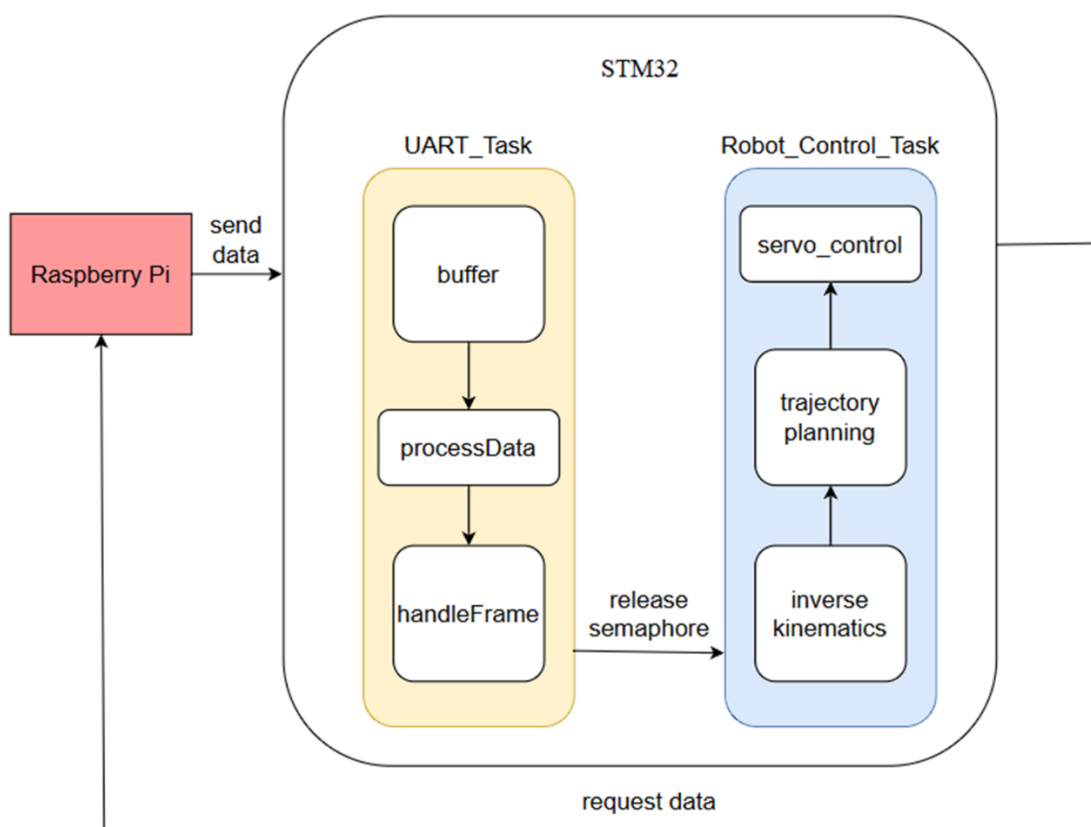 STM32
UART_Task
Robot_Control_Task
send
data
Raspberry Pi
buffer
processData
handleFrame
release
semaphore
servo_control
trajectory
planning
inverse
kinematics
request data